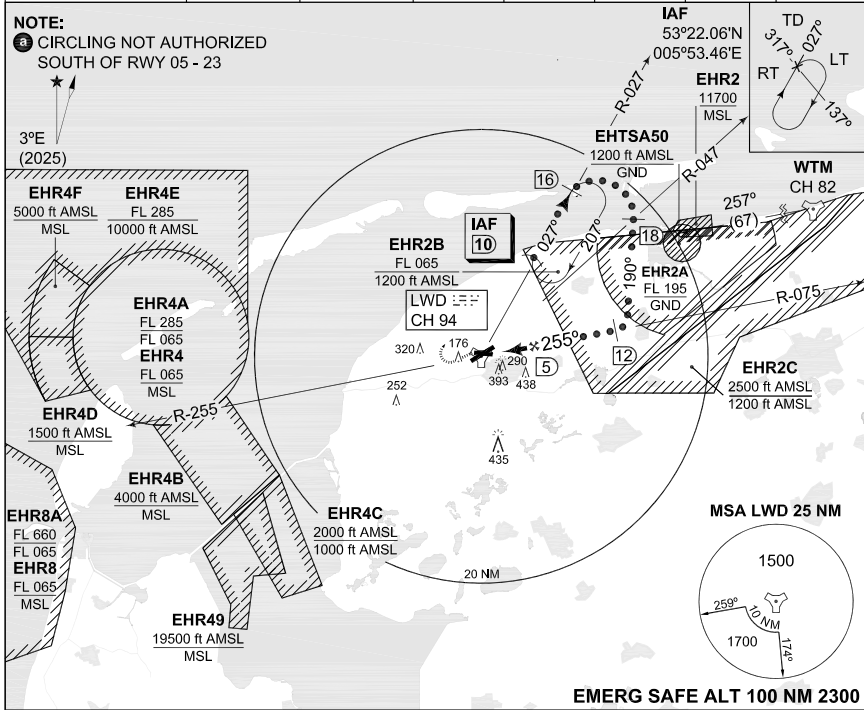 NOTE:
a CIRCLING NOT AUTHORIZED
SOUTH OF RWY 05 - 23
3ºE
(2025)
IAF
53º22.06'N
005º53.46'E
TD
317º
027º
RT
LT
137º
EHR2
11700
MSL
R-027
EHTSA50
1200 ft AMSL
GND
R-047
WTM
CH 82
257º
(67)
EHR4F
5000 ft AMSL
MSL
EHR4E
FL 285
10000 ft AMSL
16
IAF
10
027º
207º
18
EHR2B
FL 065
1200 ft AMSL
190º
EHR2A
FL 195
GND
EHR4A
FL 285
FL 065
EHR4
FL 065
MSL
LWD
CH 94
R-075
320
176
255º
5
12
290
393
438
252
EHR2C
2500 ft AMSL
1200 ft AMSL
EHR4D
1500 ft AMSL
MSL
R-255
435
EHR4B
4000 ft AMSL
MSL
EHR4C
2000 ft AMSL
1000 ft AMSL
EHR8A
FL 660
FL 065
EHR8
FL 065
MSL
20 NM
EHR49
19500 ft AMSL
MSL
MSA LWD 25 NM
1500
259º
10 NM
1700
174º
EMERG SAFE ALT 100 NM 2300